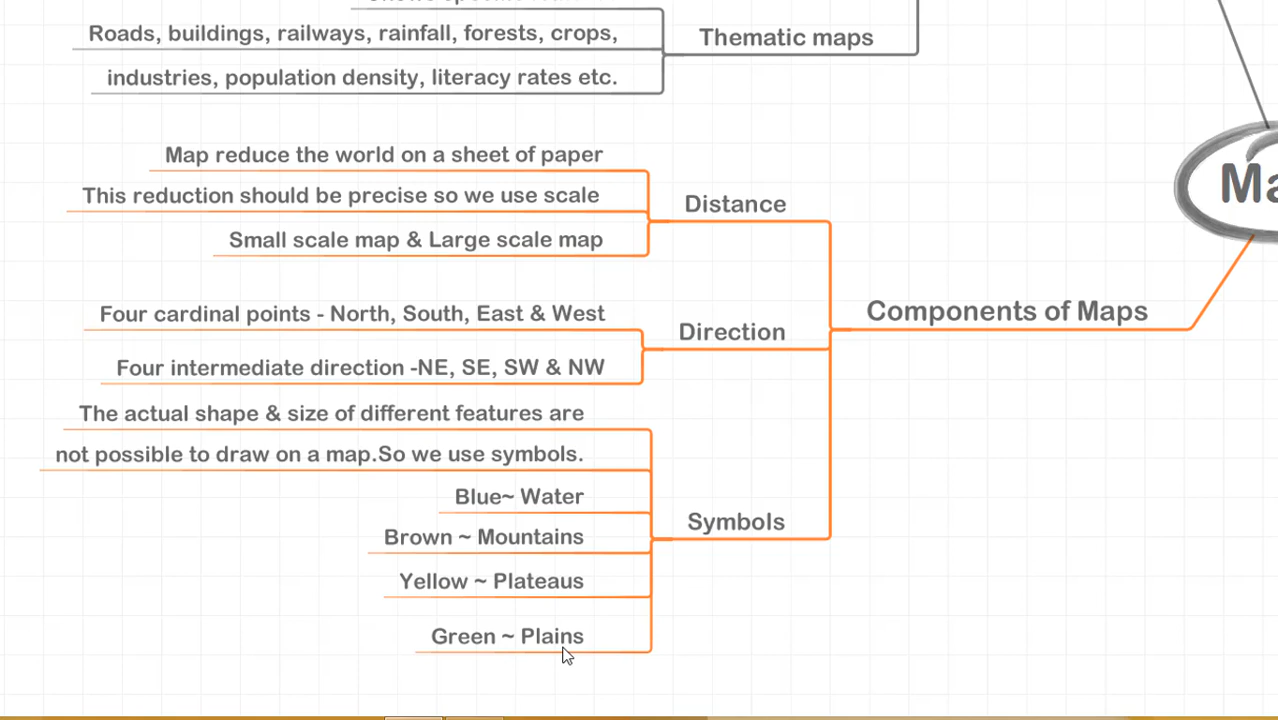 Roads, buildings, railways, rainfall, forests, crops,
industries, population density, literacy rates etc.
Thematic maps
Map reduce the world on a sheet of paper
This reduction should be precise so we use scale
Small scale map & Large scale map
Distance
Four cardinal points - North, South, East & West
Four intermediate direction -NE, SE, SW & NW
Direction
Components of Maps
The actual shape & size of different features are
not possible to draw on a map.So we use symbols.
Blue~ Water
Brown ~ Mountains
Yellow ~ Plateaus
Green ~ Plains
Symbols